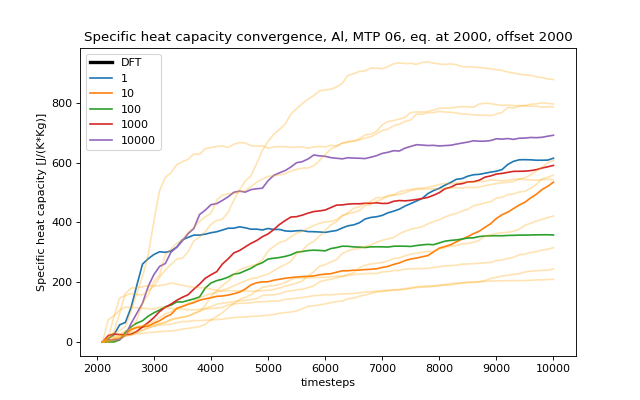 Specific heat capacity convergence, Al, MTP 06, eq. at 2000, offset 2000
DFT
1
10
100
1000
10000
Specific heat capacity [J/(K*Kg)]
800
600
400
200
0
2000 3000 4000 5000 6000 7000 8000 9000 10000
timesteps